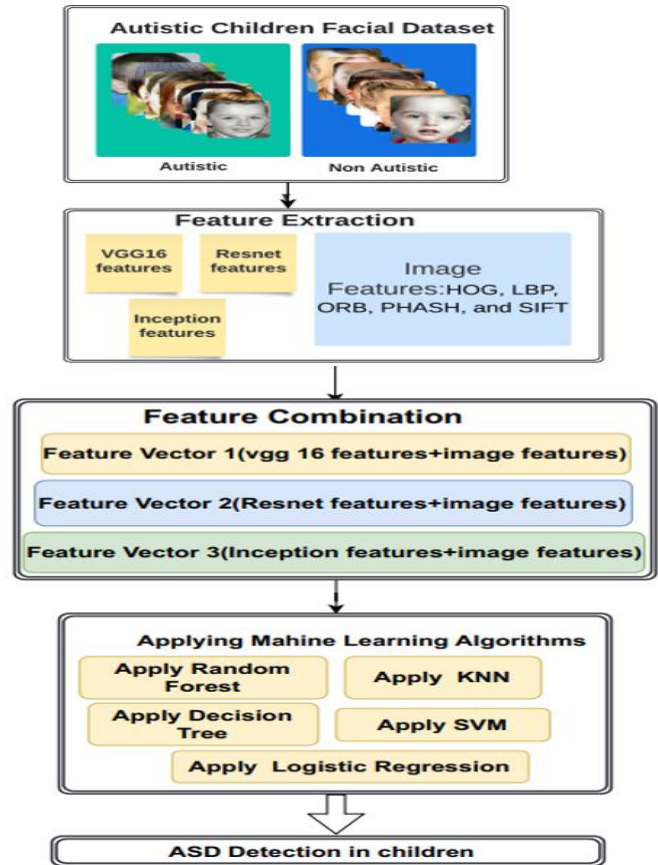 Autistic Children Facial Dataset
Autistic
Non Autistic
Feature Extraction
VGG16
features
Resnet
features
Inception
features
Image
Features:HOG, LBP,
ORB, PHASH, and SIFT
Feature Combination
Feature Vector 1(vgg 16 features+image features)
Feature Vector 2(Resnet features+image features)
Feature Vector 3(Inception features+image features)
Applying Mahine Learning Algorithms
Apply Random
Forest
Apply KNN
Apply Decision
Tree
Apply SVM
Apply Logistic Regression
ASD Detection in children